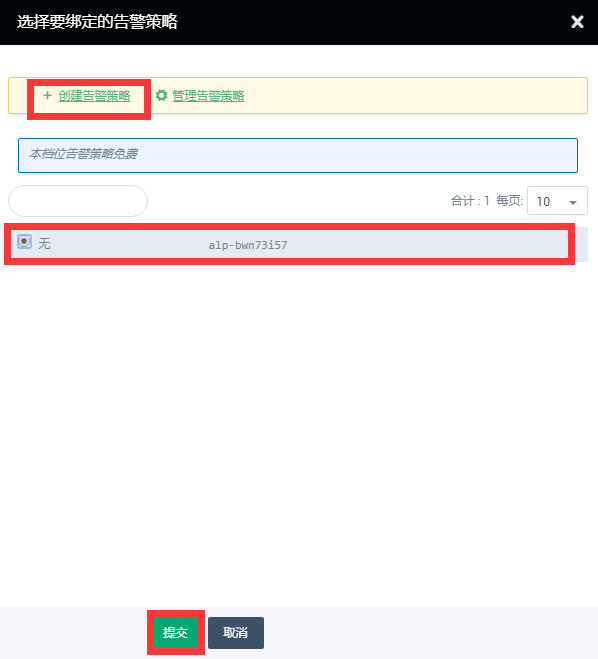 选择要绑定的告警策略
创建告警策略 管理告警策略
本档位告警策略免费
合计 : 1 每页: 10
无 alp-bwn73i57
提交 取消